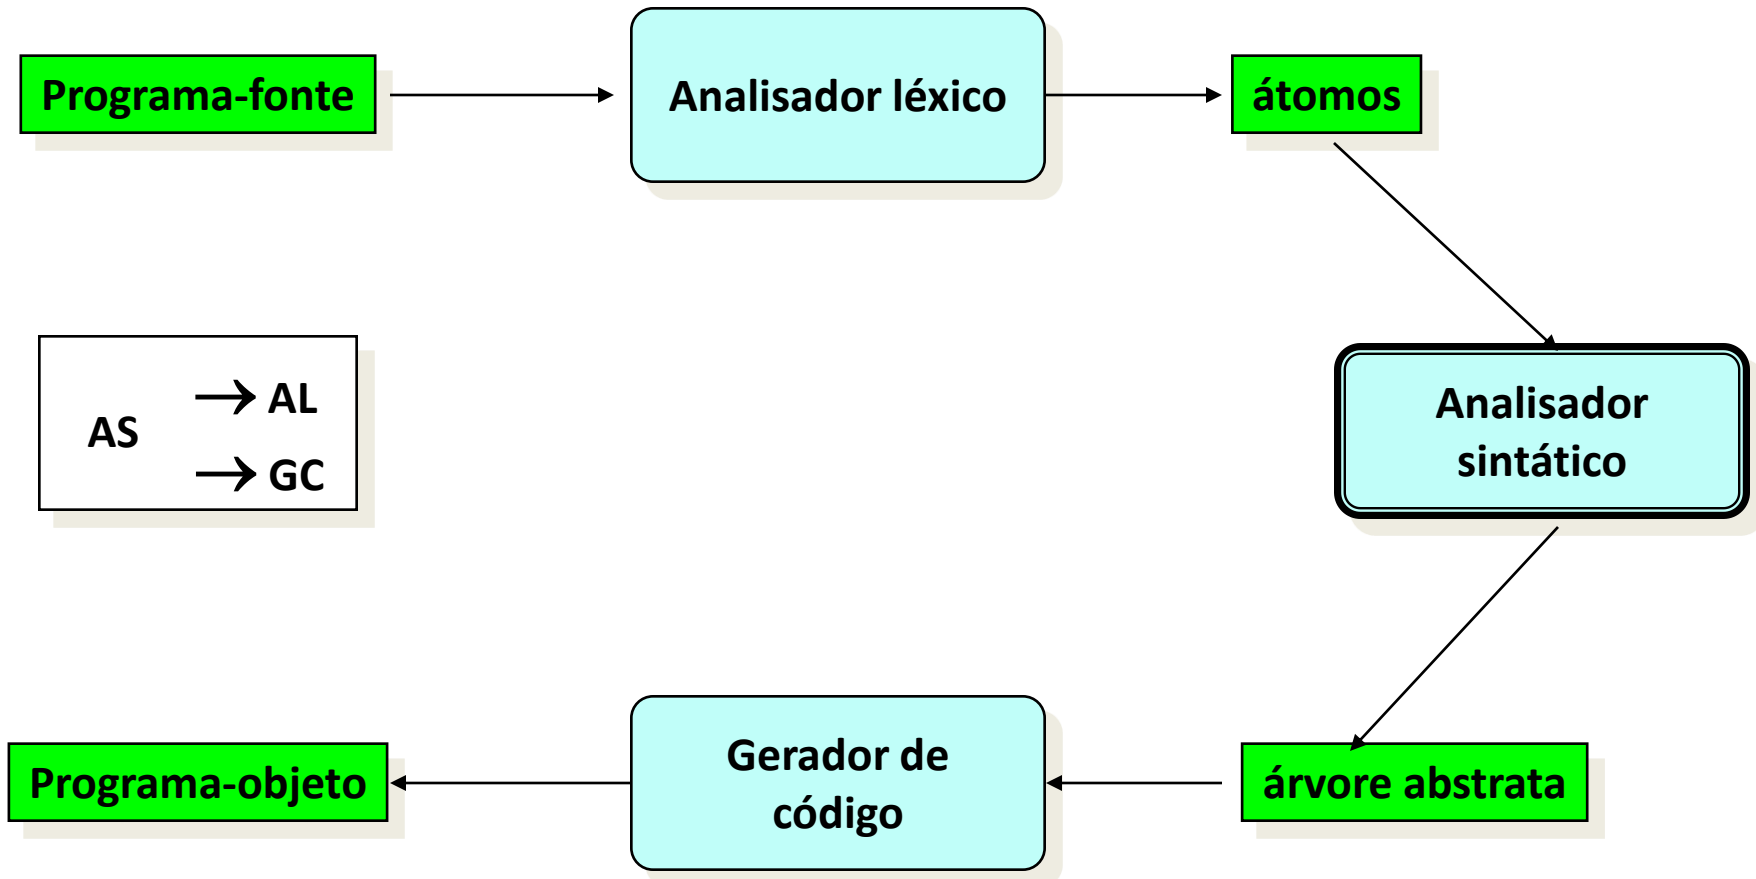 Programa-fonte
Analisador léxico
átomos
AS
→ AL
→ GC
Analisador
sintático
Programa-objeto
Gerador de
código
árvore abstrata